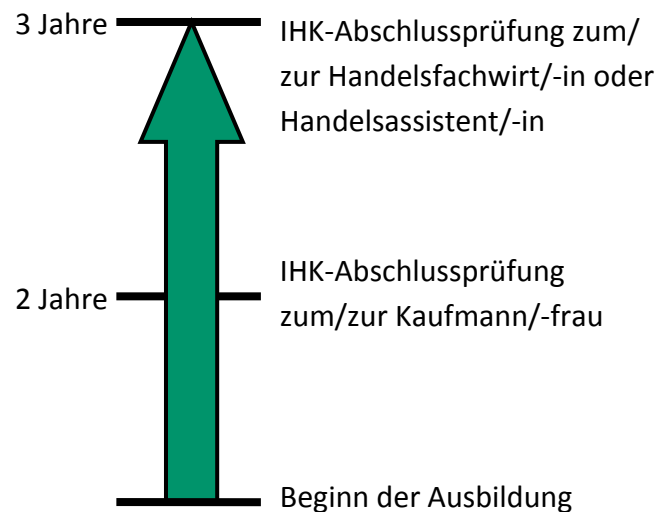 3 Jahre
IHK-Abschlussprüfung zum/
zur Handelsfachwirt/-in oder
Handelsassistent/-in
2 Jahre
IHK-Abschlussprüfung
zum/zur Kaufmann/-frau
Beginn der Ausbildung